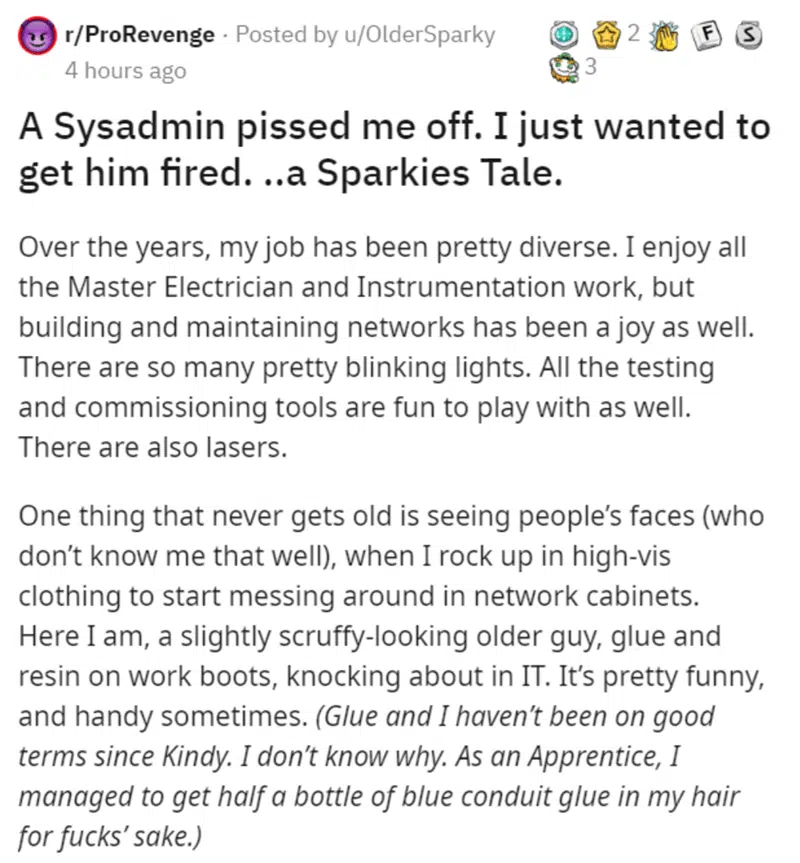 r/ProRevenge · Posted by u/OlderSparky
2 F S
4 hours ago
3
A Sysadmin pissed me off. I just wanted to
get him fired. ..a Sparkies Tale.
Over the years, my job has been pretty diverse. I enjoy all
the Master Electrician and Instrumentation work, but
building and maintaining networks has been a joy as well.
There are so many pretty blinking lights. All the testing
and commissioning tools are fun to play with as well.
There are also lasers.
One thing that never gets old is seeing people’s faces (who
don’t know me that well), when I rock up in high-vis
clothing to start messing around in network cabinets.
Here I am, a slightly scruffy-looking older guy, glue and
resin on work boots, knocking about in IT. It’s pretty funny,
and handy sometimes. (Glue and I haven’t been on good
terms since Kindy. I don’t know why. As an Apprentice, I
managed to get half a bottle of blue conduit glue in my hair
for fucks’ sake.)